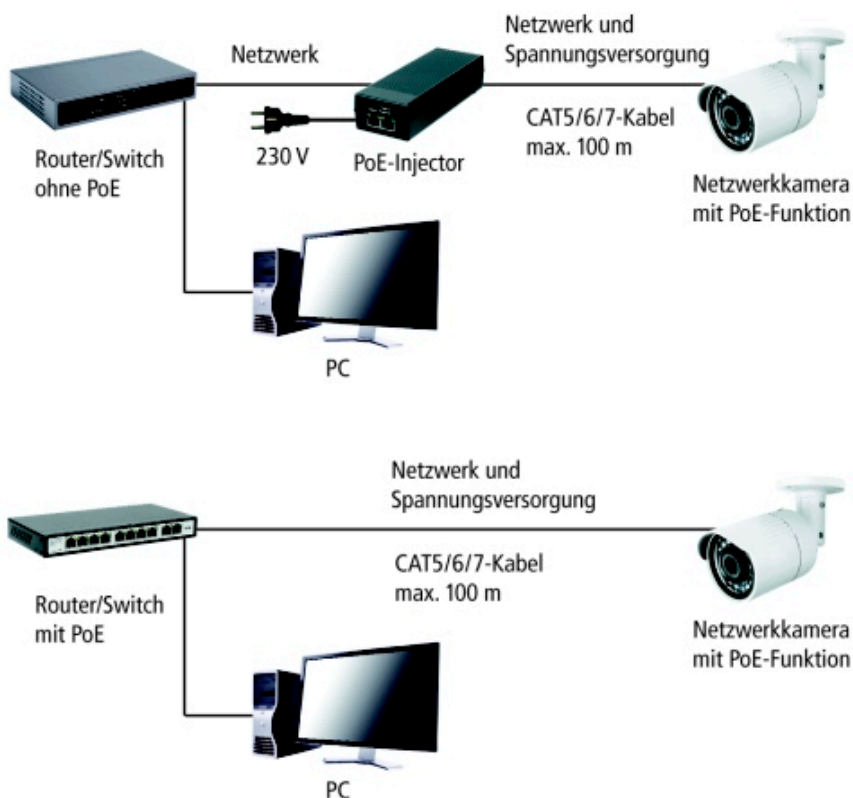 Netzwerk
Netzwerk und
Spannungsversorgung
Router/Switch
ohne PoE
230 V
PoE-Injector
CAT5/6/7-Kabel
max. 100 m
Netzwerkkamera
mit PoE-Funktion
PC
Netzwerk und
Spannungsversorgung
CAT5/6/7-Kabel
max. 100 m
Router/Switch
mit PoE
Netzwerkkamera
mit PoE-Funktion
PC